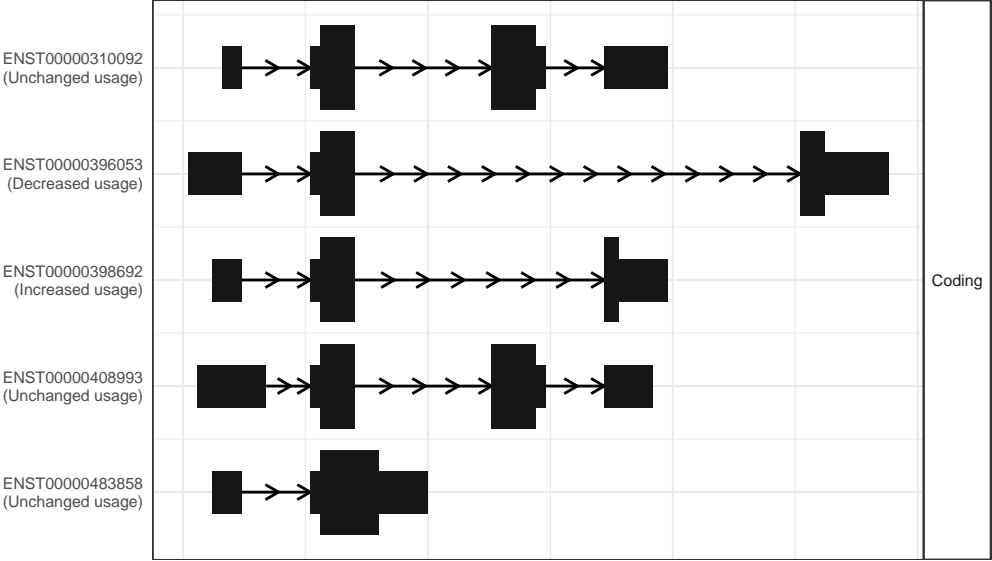 ENST00000310092
(Unchanged usage)
ENST00000396053
(Decreased usage)
ENST00000398692
(Increased usage)
Coding
ENST00000408993
(Unchanged usage)
ENST00000483858
(Unchanged usage)